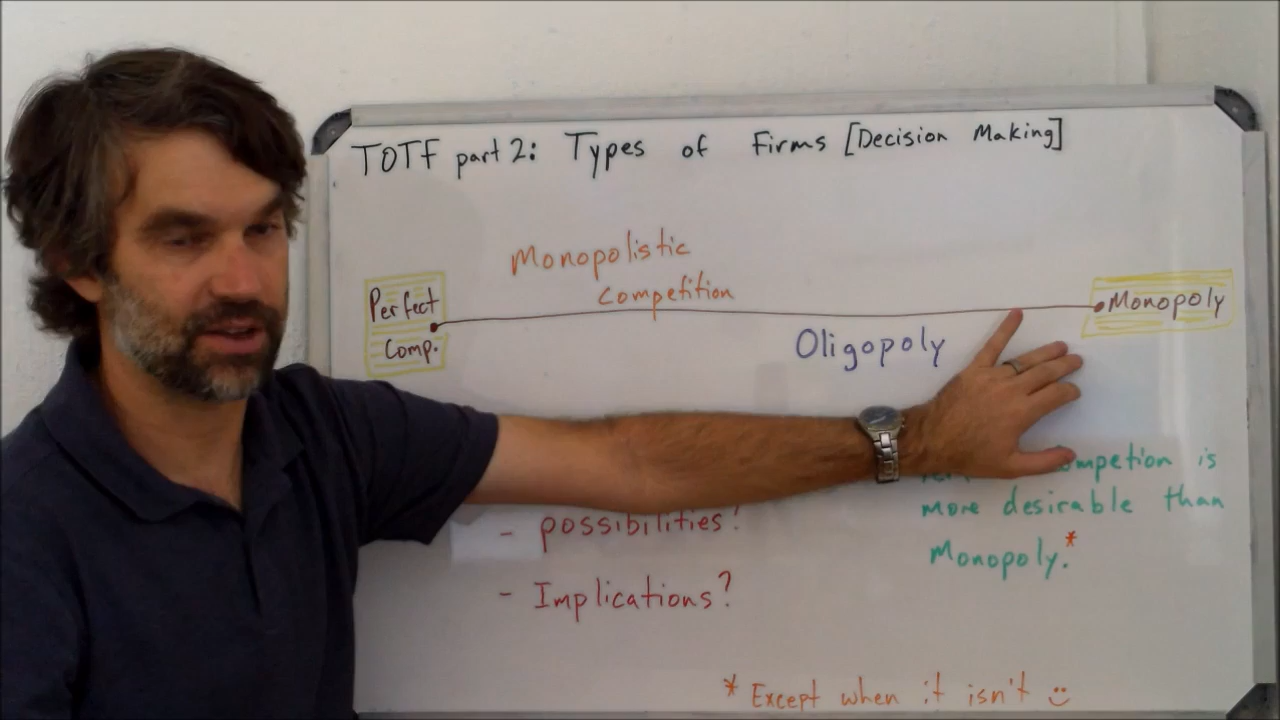 TOTF part 2: Types of Firms [Decision Making]
Monopolistic
Competition
Perfect
Comp.
Monopoly
Oligopoly
- possibilities?
- Implications?
ompetion is
more desirable than
Monopoly.*
* Except when it isn't